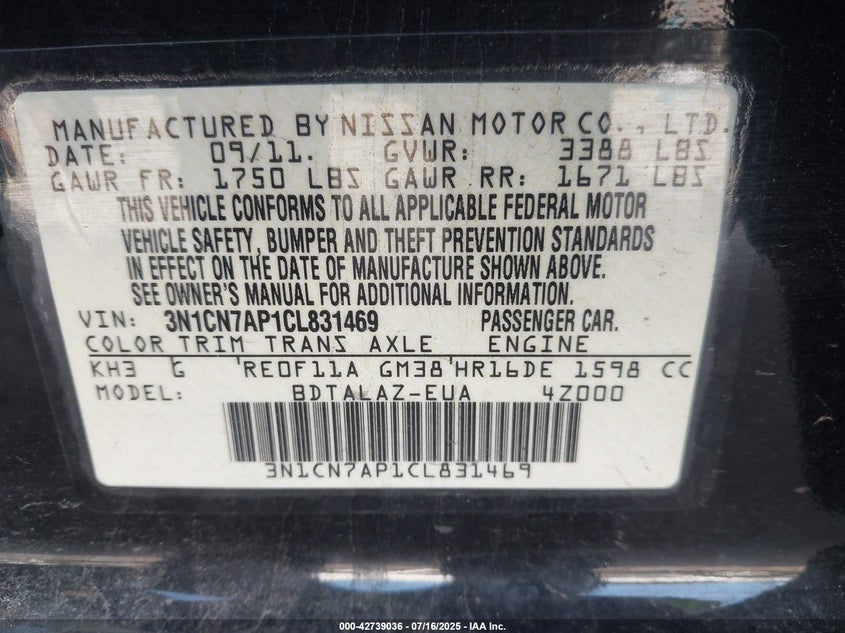 MANUFACTURED BY NISSAN MOTOR CO., LTD.
DATE: 09/11. GVWR: 3388 LBS
GAWR FR: 1750 LBS GAWR RR: 1671 LBS
THIS VEHICLE CONFORMS TO ALL APPLICABLE FEDERAL MOTOR
VEHICLE SAFETY, BUMPER AND THEFT PREVENTION STANDARDS
IN EFFECT ON THE DATE OF MANUFACTURE SHOWN ABOVE.
SEE OWNER'S MANUAL FOR ADDITIONAL INFORMATION.
VIN: 3N1CN7AP1CL831469 PASSENGER CAR.
COLOR TRIM TRANS AXLE ENGINE
KH3 G 'RE0F11A GM38'HR16DE 1598 CC
MODEL: BDTALAZ-EUA 4Z000
3N1CN7AP1CL831469
000-42739036 - 07/16/2025 - IAA Inc.